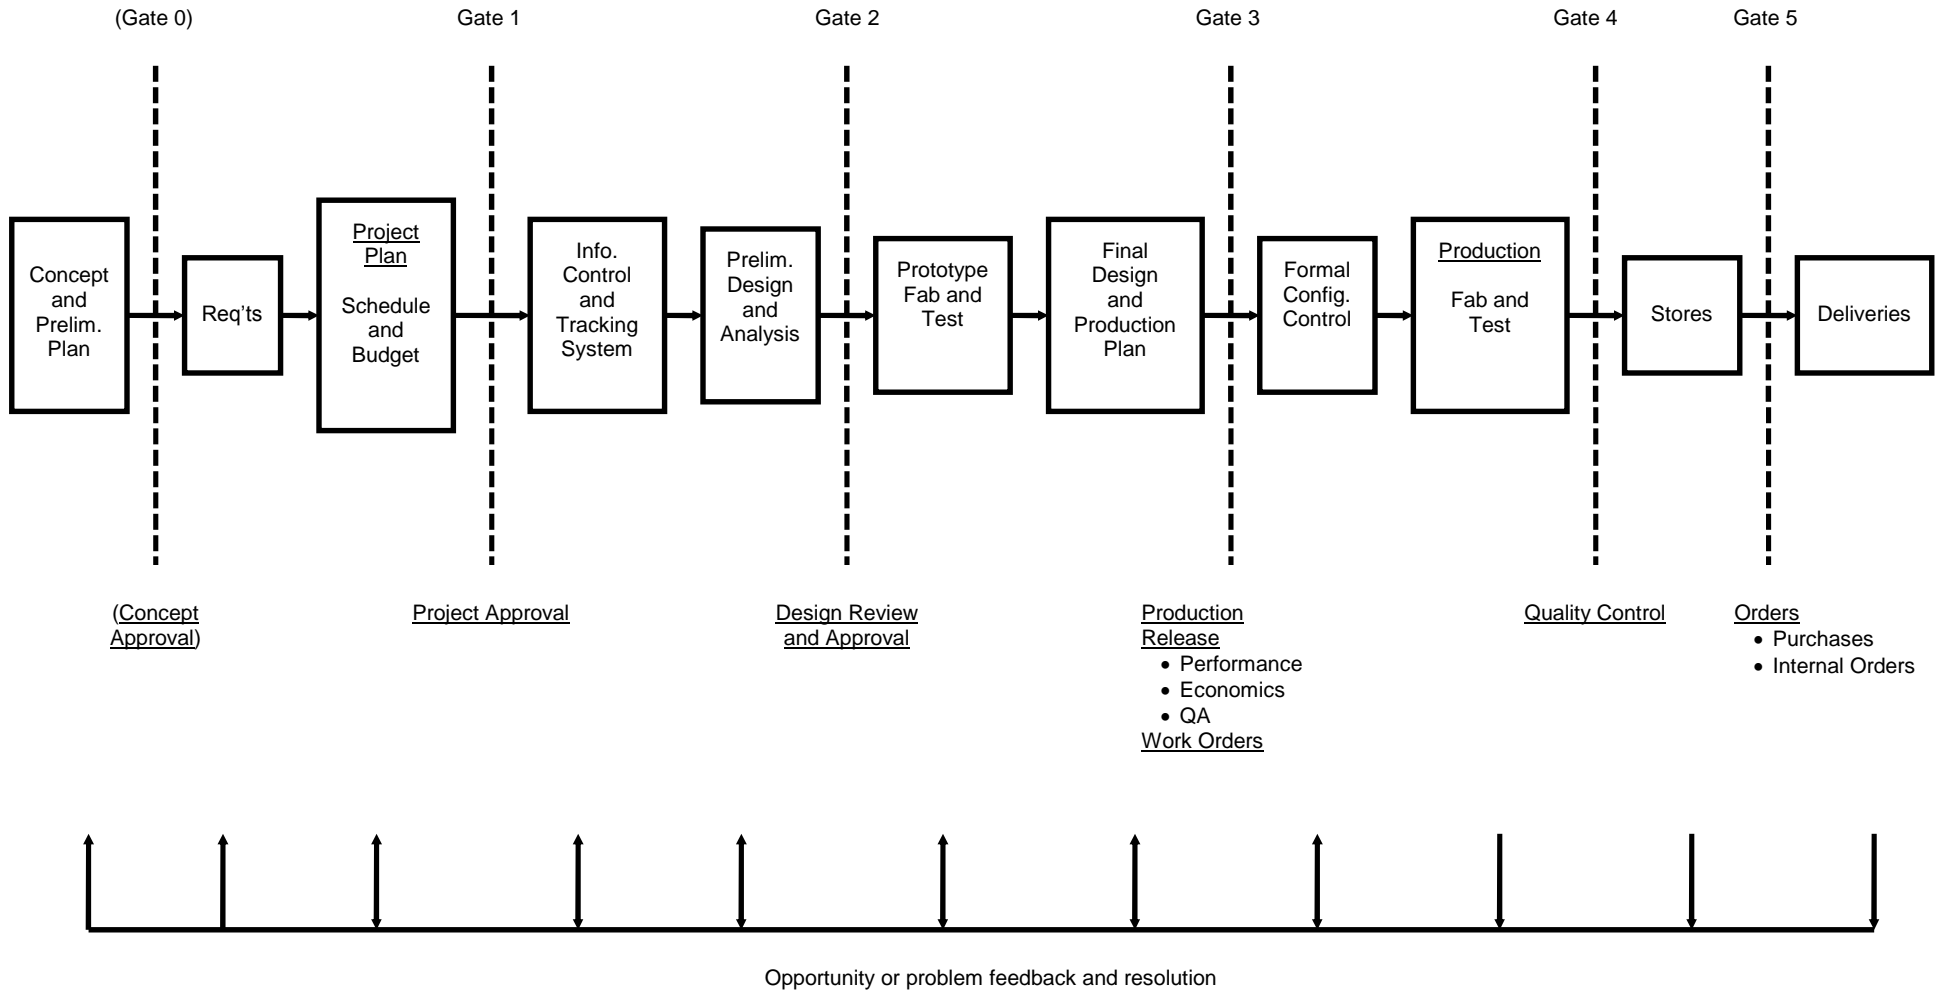 (Gate 0)
Gate 1
Gate 2
Gate 3
Gate 4
Gate 5
Concept
and
Prelim.
Plan
Req’ts
Project
Plan
Schedule
and
Budget
Info.
Control
and
Tracking
System
Prelim.
Design
and
Analysis
Prototype
Fab and
Test
Final
Design
and
Production
Plan
Formal
Config.
Control
Production
Fab and
Test
Stores
Deliveries
(Concept
Approval)
Project Approval
Design Review
and Approval
Production
Release
• Performance
• Economics
• QA
Work Orders
Quality Control
Orders
• Purchases
• Internal Orders
Opportunity or problem feedback and resolution